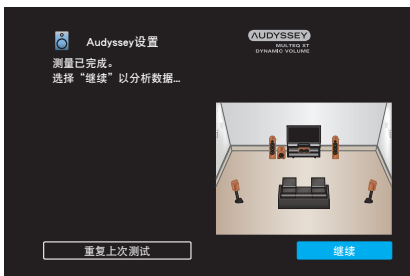 Audyssey设置
AUDYSSEY
MULTEQ XT
DYNAMIC VOLUME
测量已完成。
选择“继续”以分析数据...
重复上次测试
继续